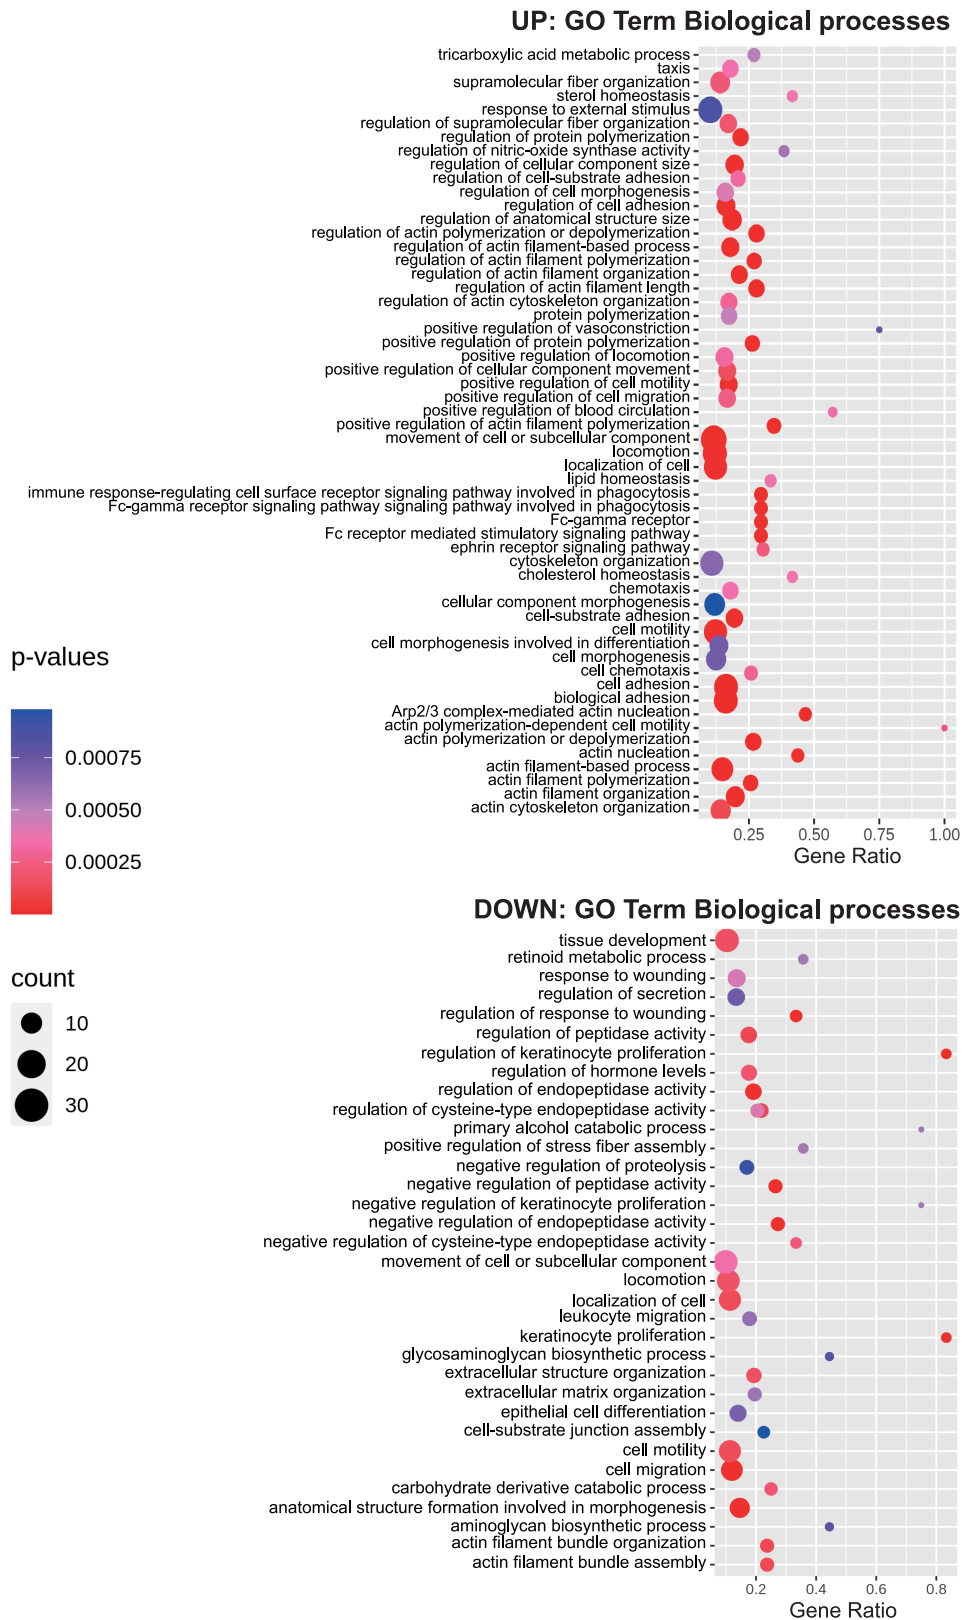 UP: GO Term Biological processes
tricarboxylic acid metabolic process
taxis
supramolecular fiber organization
sterol homeostasis
response to external stimulus
regulation of supramolecular fiber organization
regulation of protein polymerization
regulation of nitric-oxide synthase activity
regulation of cellular component size
regulation of cell-substrate adhesion
regulation of cell morphogenesis
regulation of cell adhesion
regulation of anatomical structure size
regulation of actin polymerization or depolymerization
regulation of actin filament-based process
regulation of actin filament polymerization
regulation of actin filament organization
regulation of actin filament length
regulation of actin cytoskeleton organization
protein polymerization
positive regulation of vasoconstriction
positive regulation of protein polymerization
positive regulation of locomotion
positive regulation of cellular component movement
positive regulation of cell motility
positive regulation of cell migration
positive regulation of blood circulation
positive regulation of actin filament polymerization
movement of cell or subcellular component
locomotion
localization of cell
lipid homeostasis
immune response-regulating cell surface receptor signaling pathway involved in phagocytosis
Fc-gamma receptor signaling pathway signaling pathway involved in phagocytosis
Fc-gamma receptor
Fc receptor mediated stimulatory signaling pathway
ephrin receptor signaling pathway
cytoskeleton organization
cholesterol homeostasis
chemotaxis
cellular component morphogenesis
cell-substrate adhesion
cell motility
cell morphogenesis involved in differentiation
cell morphogenesis
cell chemotaxis
cell adhesion
biological adhesion
Arp2/3 complex-mediated actin nucleation
actin polymerization-dependent cell motility
actin polymerization or depolymerization
actin nucleation
actin filament-based process
actin filament polymerization
actin filament organization
actin cytoskeleton organization
0.25 0.50 0.75 1.00
Gene Ratio
p-values
0.00075
0.00050
0.00025
count
10
20
30
DOWN: GO Term Biological processes
tissue development
retinoid metabolic process
response to wounding
regulation of secretion
regulation of response to wounding
regulation of peptidase activity
regulation of keratinocyte proliferation
regulation of hormone levels
regulation of endopeptidase activity
regulation of cysteine-type endopeptidase activity
primary alcohol catabolic process
positive regulation of stress fiber assembly
negative regulation of proteolysis
negative regulation of peptidase activity
negative regulation of keratinocyte proliferation
negative regulation of endopeptidase activity
negative regulation of cysteine-type endopeptidase activity
movement of cell or subcellular component
locomotion
localization of cell
leukocyte migration
keratinocyte proliferation
glycosaminoglycan biosynthetic process
extracellular structure organization
extracellular matrix organization
epithelial cell differentiation
cell-substrate junction assembly
cell motility
cell migration
carbohydrate derivative catabolic process
anatomical structure formation involved in morphogenesis
aminoglycan biosynthetic process
actin filament bundle organization
actin filament bundle assembly
0.2 0.4 0.6 0.8
Gene Ratio